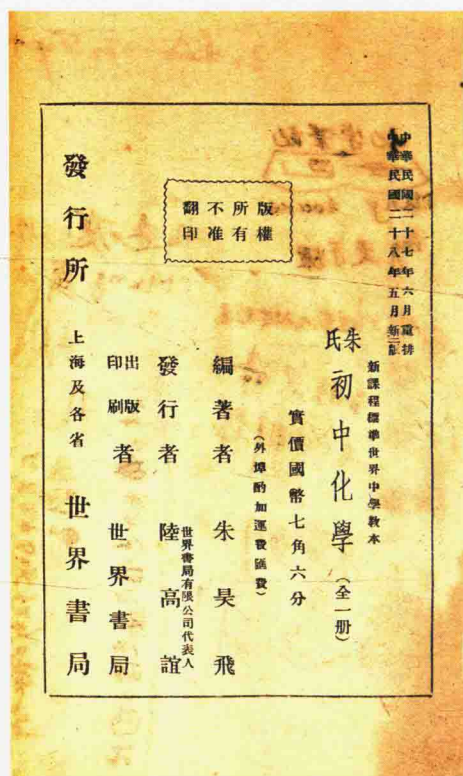 中華民國二十七年六月重排
中華民國二十八年五月新三版
版權
所有
不准
翻印
新課程標準世界中學教本
朱氏初中化學（全一册）
實價國幣七角六分
（外埠酌加運費匯費）
編著者 朱昊飛
世界書局有限公司代表人
發行者 陸高誼
出版
印刷者 世界書局
發行所 上海及各省 世界書局